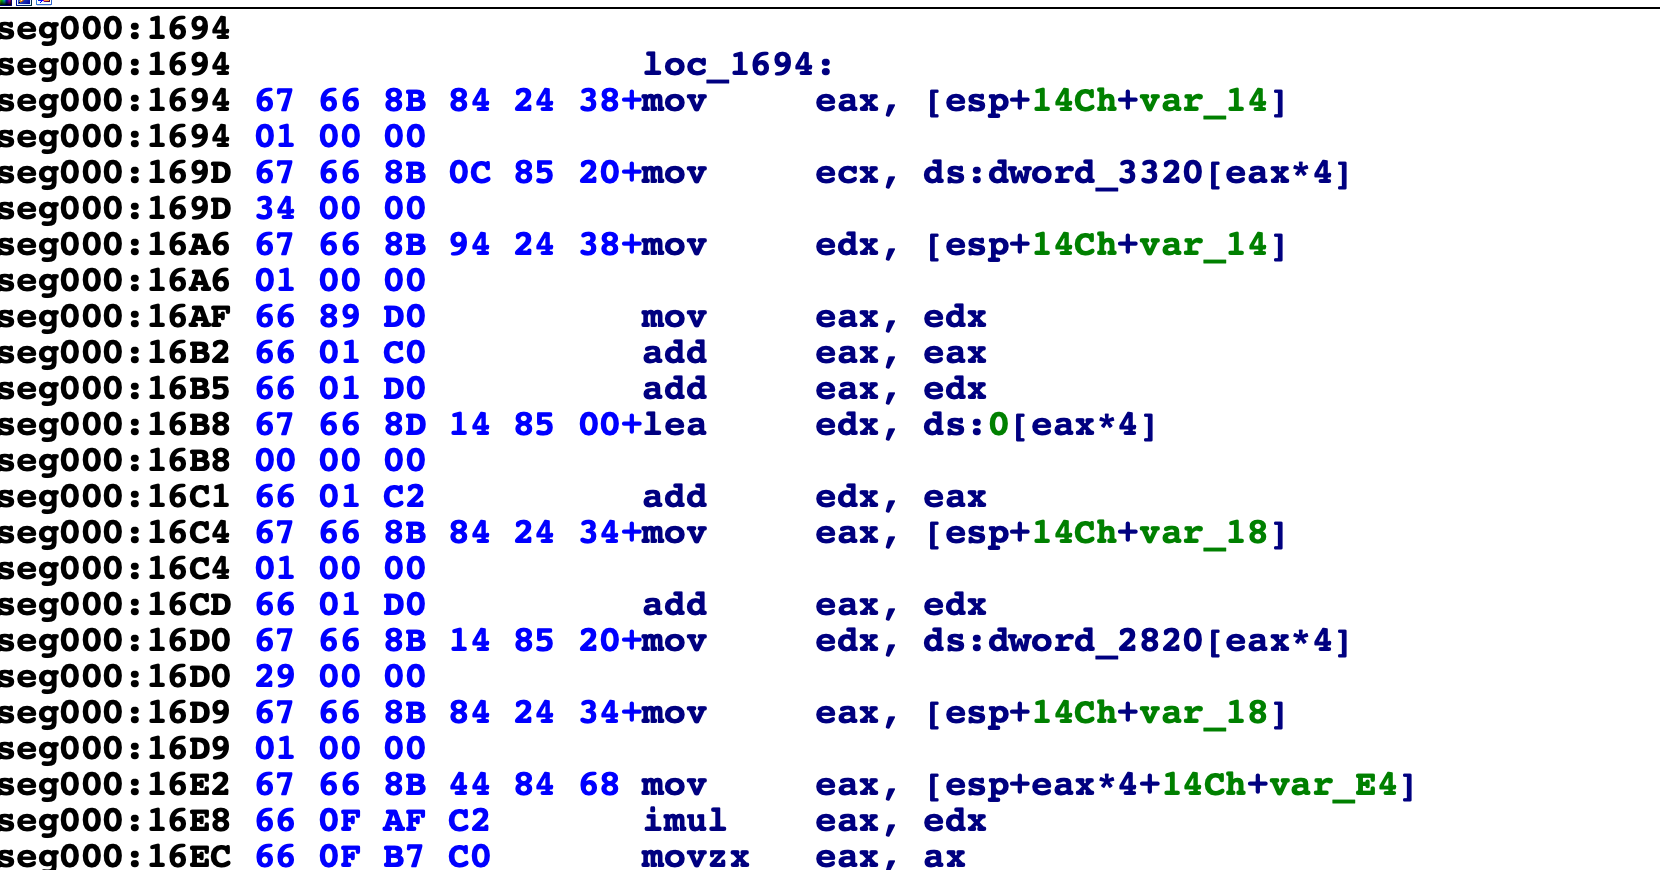 seg000:1694
seg000:1694 loc_1694:
seg000:1694 67 66 8B 84 24 38+mov eax, [esp+14Ch+var_14]
seg000:1694 01 00 00
seg000:169D 67 66 8B 0C 85 20+mov ecx, ds:dword_3320[eax*4]
seg000:169D 34 00 00
seg000:16A6 67 66 8B 94 24 38+mov edx, [esp+14Ch+var_14]
seg000:16A6 01 00 00
seg000:16AF 66 89 D0 mov eax, edx
seg000:16B2 66 01 C0 add eax, eax
seg000:16B5 66 01 D0 add eax, edx
seg000:16B8 67 66 8D 14 85 00+lea edx, ds:0[eax*4]
seg000:16B8 00 00 00
seg000:16C1 66 01 C2 add edx, eax
seg000:16C4 67 66 8B 84 24 34+mov eax, [esp+14Ch+var_18]
seg000:16C4 01 00 00
seg000:16CD 66 01 D0 add eax, edx
seg000:16D0 67 66 8B 14 85 20+mov edx, ds:dword_2820[eax*4]
seg000:16D0 29 00 00
seg000:16D9 67 66 8B 84 24 34+mov eax, [esp+14Ch+var_18]
seg000:16D9 01 00 00
seg000:16E2 67 66 8B 44 84 68 mov eax, [esp+eax*4+14Ch+var_E4]
seg000:16E8 66 0F AF C2 imul eax, edx
seg000:16EC 66 0F B7 C0 movzx eax, ax